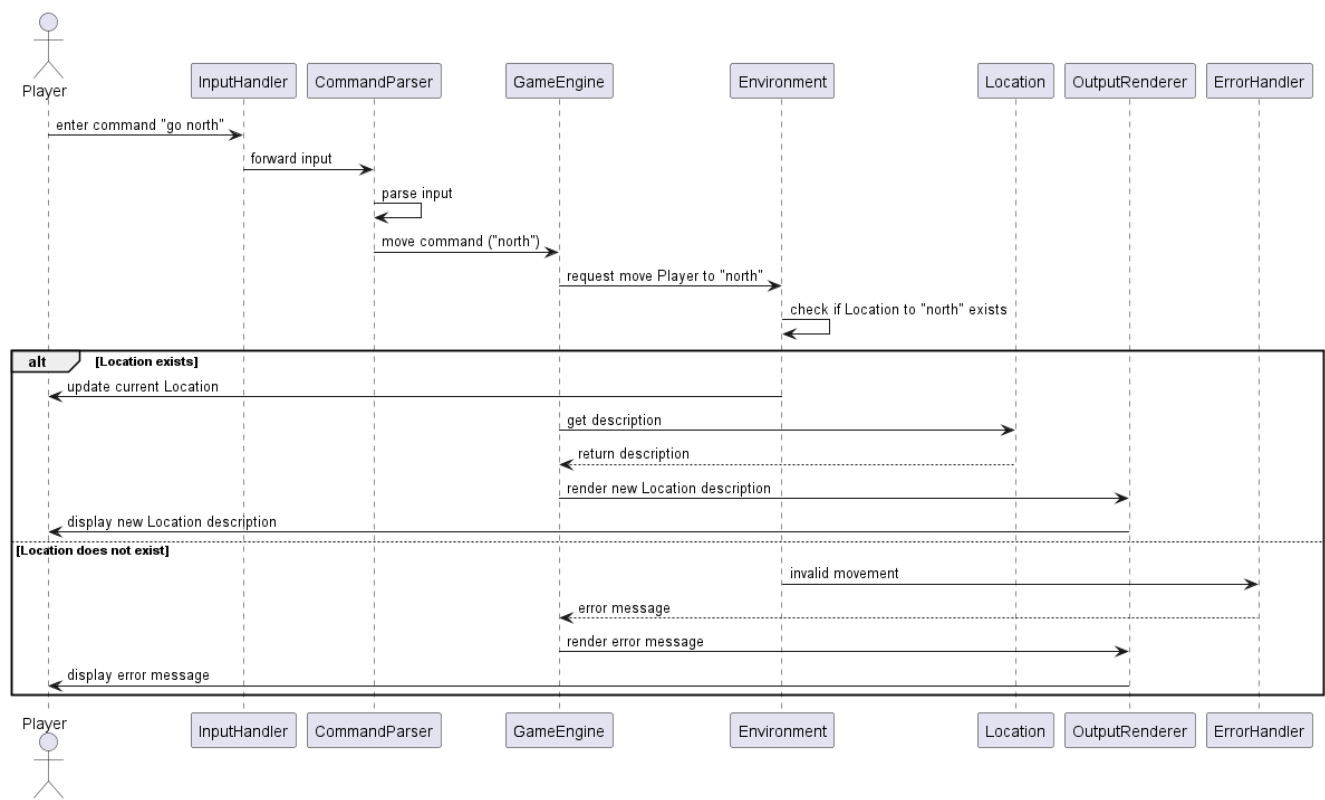 Player
InputHandler
CommandParser
GameEngine
Environment
Location
OutputRenderer
ErrorHandler
enter command "go north"
forward input
parse input
move command ("north")
request move Player to "north"
check if Location to "north" exists
alt
[Location exists]
update current Location
get description
return description
render new Location description
display new Location description
[Location does not exist]
invalid movement
error message
render error message
display error message
Player
InputHandler
CommandParser
GameEngine
Environment
Location
OutputRenderer
ErrorHandler